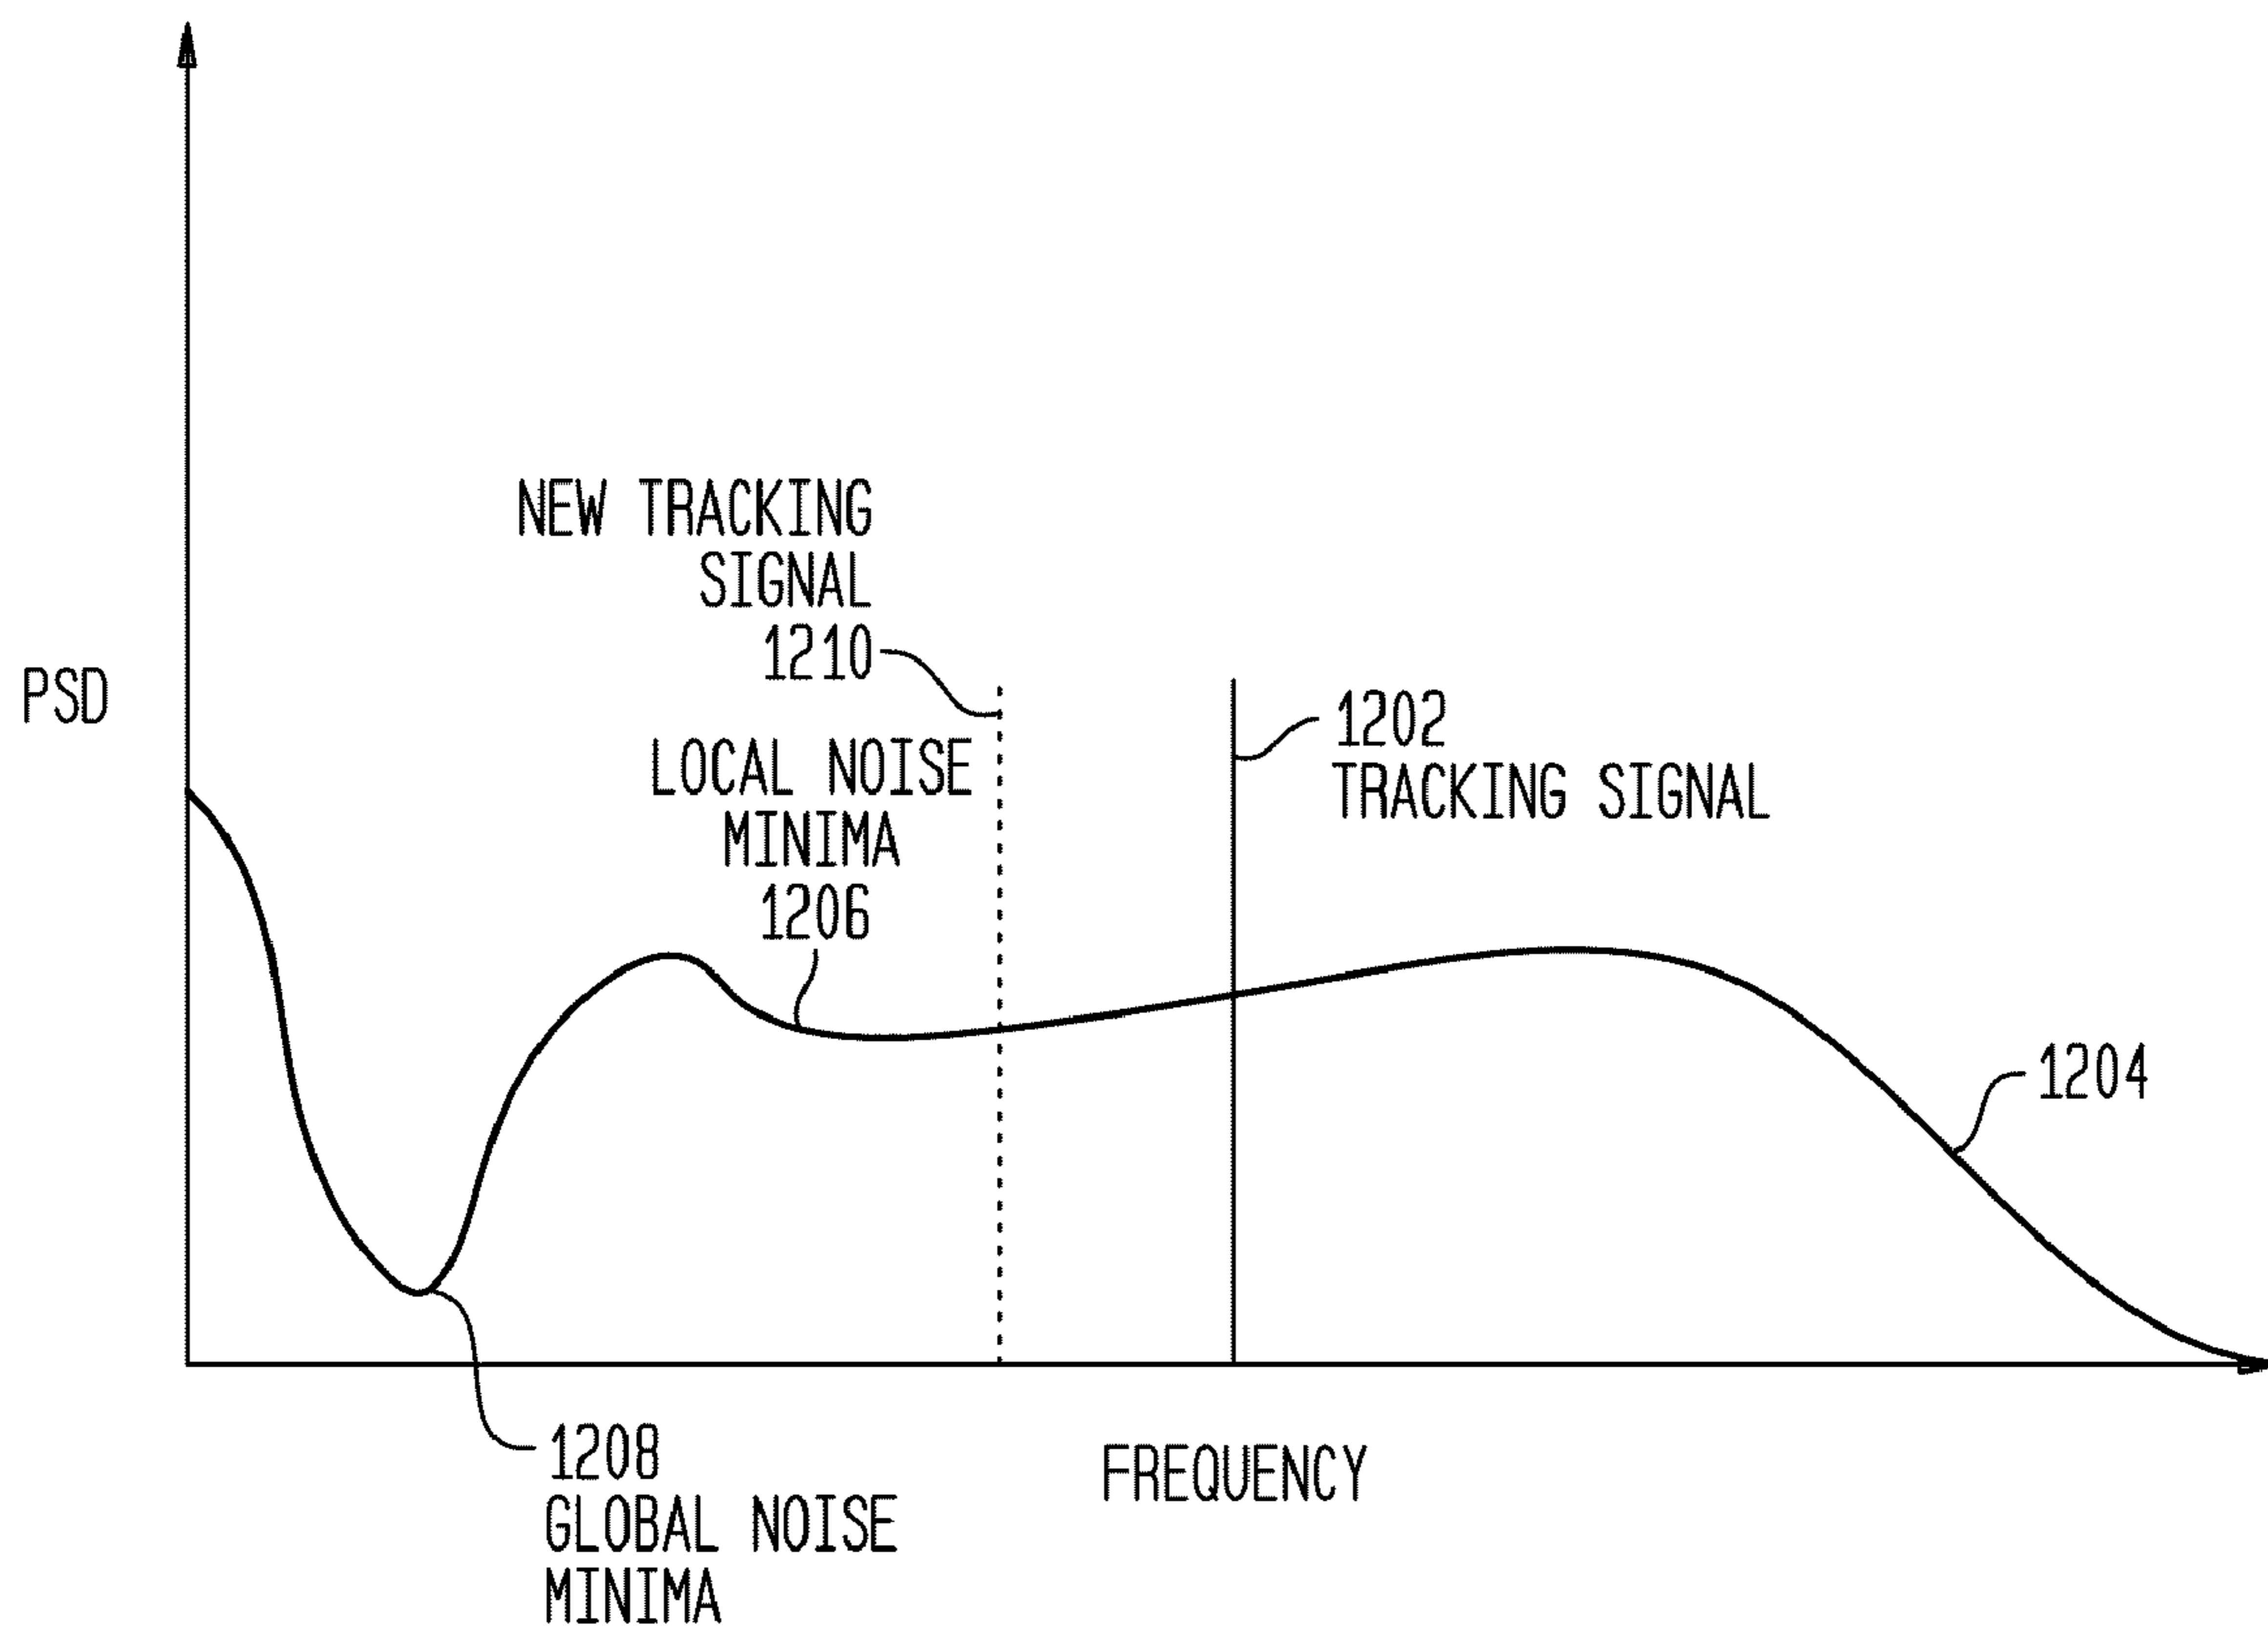 NEW TRACKING
SIGNAL
1210
PSD
LOCAL NOISE
MINIMA
1206
1202
TRACKING SIGNAL
1204
1208
GLOBAL NOISE
MINIMA
FREQUENCY